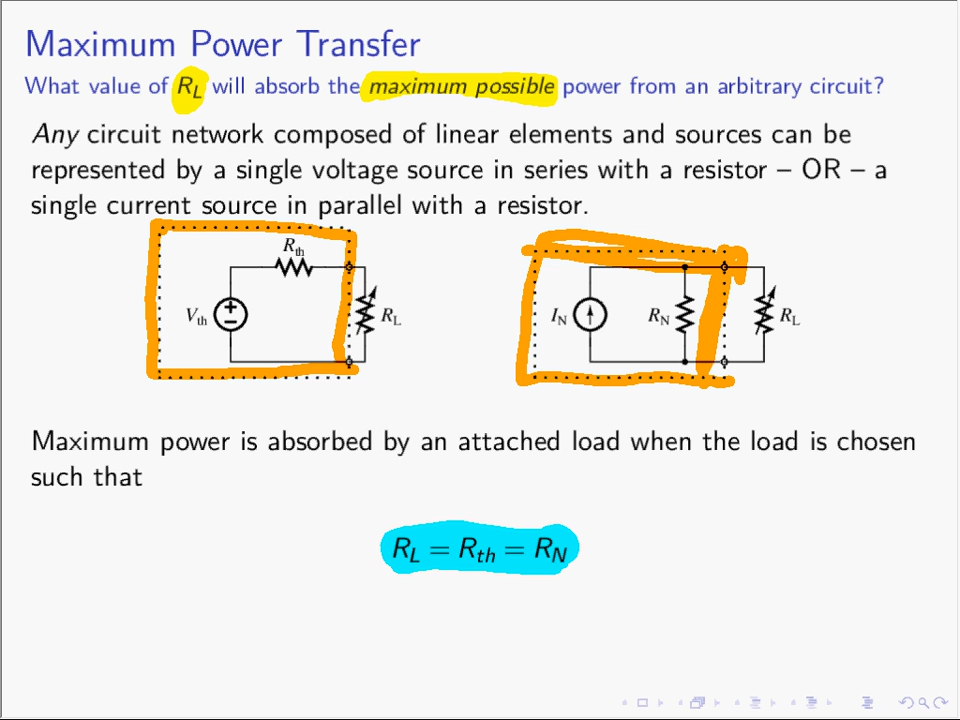 Maximum Power Transfer
What value of R_L will absorb the maximum possible power from an arbitrary circuit?
Any circuit network composed of linear elements and sources can be
represented by a single voltage source in series with a resistor – OR – a
single current source in parallel with a resistor.
R_th
V_th
R_L
I_N
R_N
R_L
Maximum power is absorbed by an attached load when the load is chosen
such that
R_L = R_th = R_N